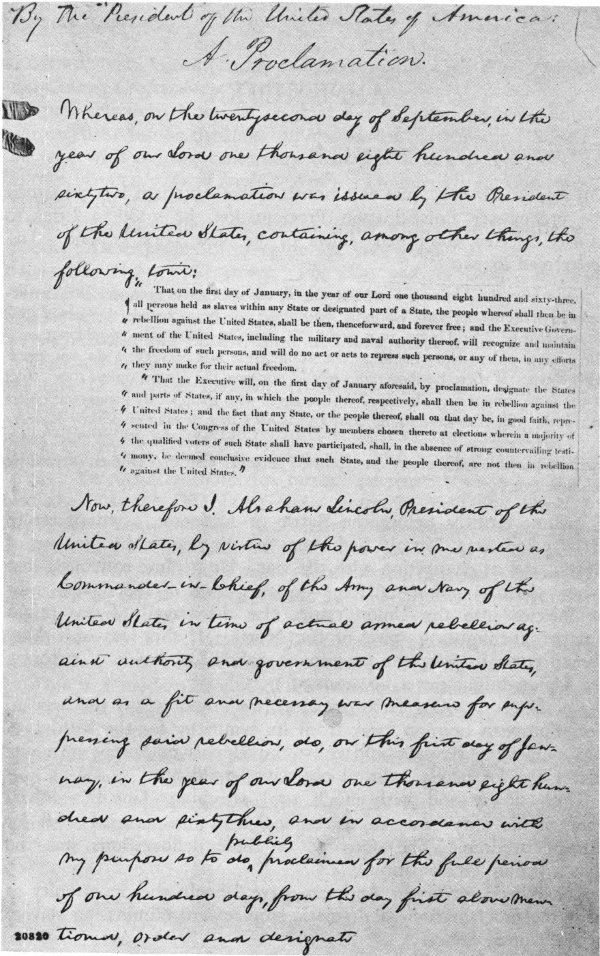 By the President of the United States of America:
A Proclamation.
Whereas, on the twentysecond day of September, in the
year of our Lord one thousand eight hundred and
sixtytwo, a proclamation was issued by the President
of the United States, containing, among other things, the
following, towit:
" That on the first day of January, in the year of our Lord one thousand eight hundred and sixty-three,
" all persons held as slaves within any State or designated part of a State, the people whereof shall then be in
" rebellion against the United States, shall be then, thenceforward, and forever free; and the Executive Govern-
" ment of the United States, including the military and naval authority thereof, will recognize and maintain
" the freedom of such persons, and will do no act or acts to repress such persons, or any of them, in any efforts
" they may make for their actual freedom.
" That the Executive will, on the first day of January aforesaid, by proclamation, designate the States
" and parts of States, if any, in which the people thereof, respectively, shall then be in rebellion against the
" United States; and the fact that any State, or the people thereof, shall on that day be, in good faith, repre-
" sented in the Congress of the United States by members chosen thereto at elections wherein a majority of
" the qualified voters of such State shall have participated, shall, in the absence of strong countervailing testi-
" mony, be deemed conclusive evidence that such State, and the people thereof, are not then in rebellion
" against the United States."
Now, therefore I, Abraham Lincoln, President of the
United States, by virtue of the power in me vested as
Commander-in-Chief, of the Army and Navy of the
United States in time of actual armed rebellion ag-
ainst authority and government of the United States,
and as a fit and necessary war measure for sup-
pressing said rebellion, do, on this first day of Jan-
uary, in the year of our Lord one thousand eight hun-
dred and sixtythree, and in accordance with
my purpose so to do, publicly proclaimed for the full period
of one hundred days, from the day first above men-
tioned, order and designate
20820